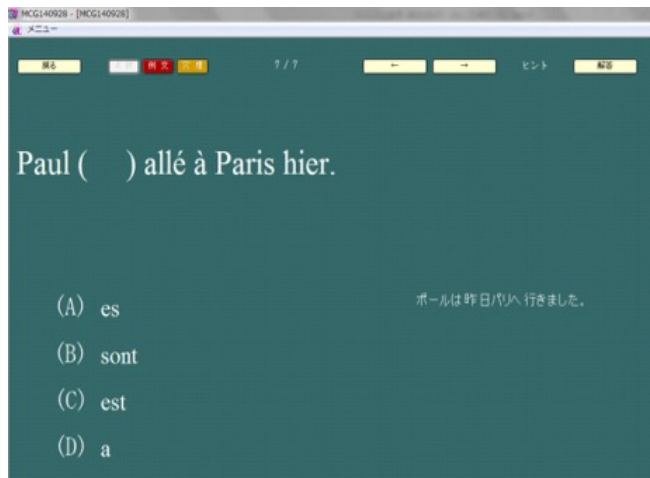 MCG140928 - [MCG140928]
メニュー
戻る 例文 穴埋 7/7 ← → ヒント 解答
Paul (    ) allé à Paris hier.
(A) es
ポールは昨日パリへ行きました。
(B) sont
(C) est
(D) a